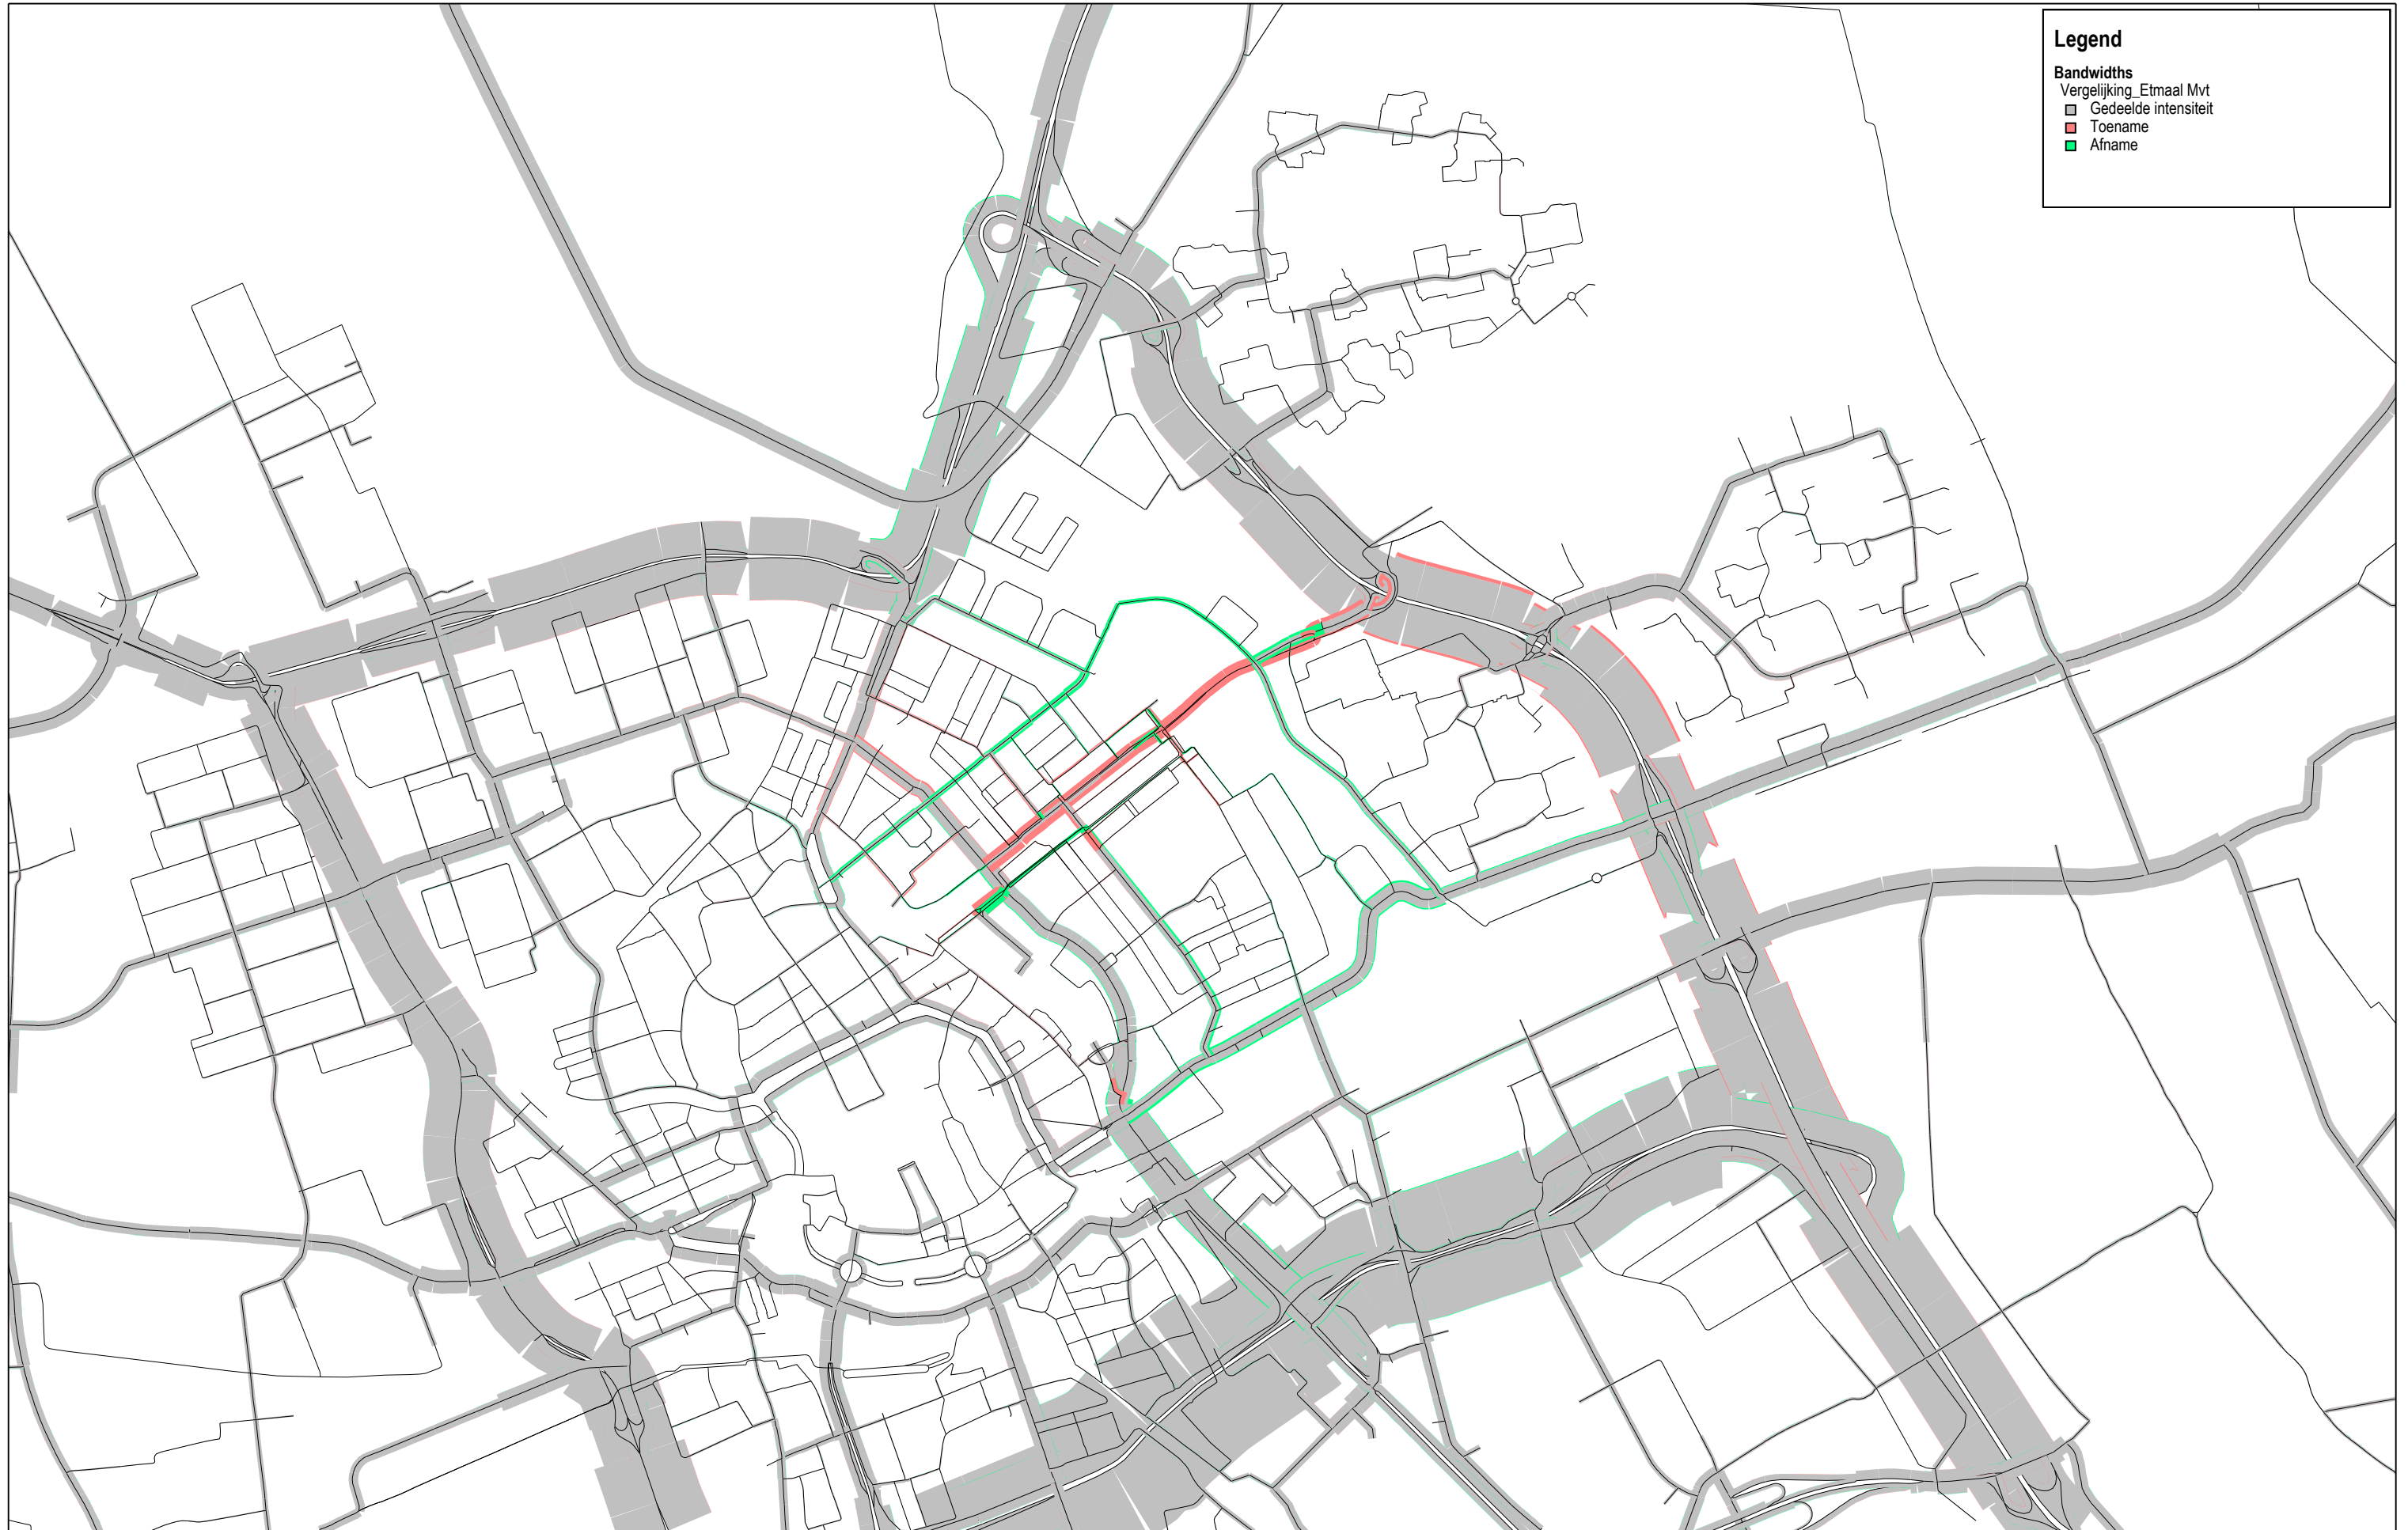 Legend
Bandwidths
Vergelijking_Etmaal Mvt
Gedeelde intensiteit
Toename
Afname